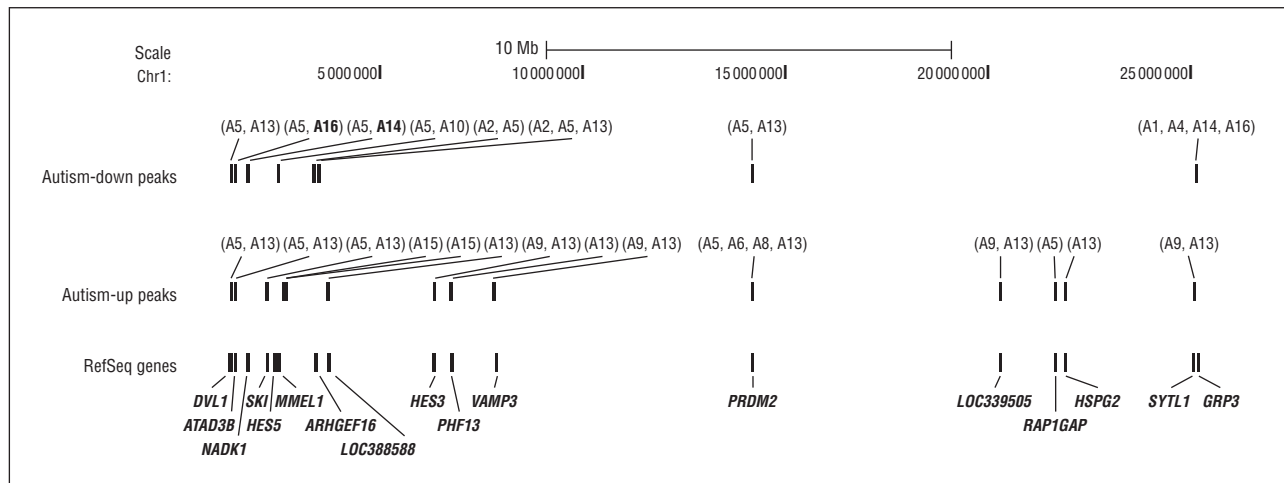 Scale 10 Mb
Chr1: 5 000 000 10 000 000 15 000 000 20 000 000 25 000 000
(A5, A13) (A5, A16) (A5, A14) (A5, A10) (A2, A5) (A2, A5, A13) (A5, A13) (A1, A4, A14, A16)
Autism-down peaks
(A5, A13) (A5, A13) (A5, A13) (A15) (A15) (A13) (A9, A13) (A13) (A9, A13) (A5, A6, A8, A13) (A9, A13) (A5) (A13) (A9, A13)
Autism-up peaks
RefSeq genes
DVL1 SKI MMEL1 HES3 VAMP3 PRDM2 LOC339505 HSPG2 SYTL1 GRP3
ATAD3B HES5 ARHGEF16 PHF13 RAP1GAP
NADK1 LOC388588